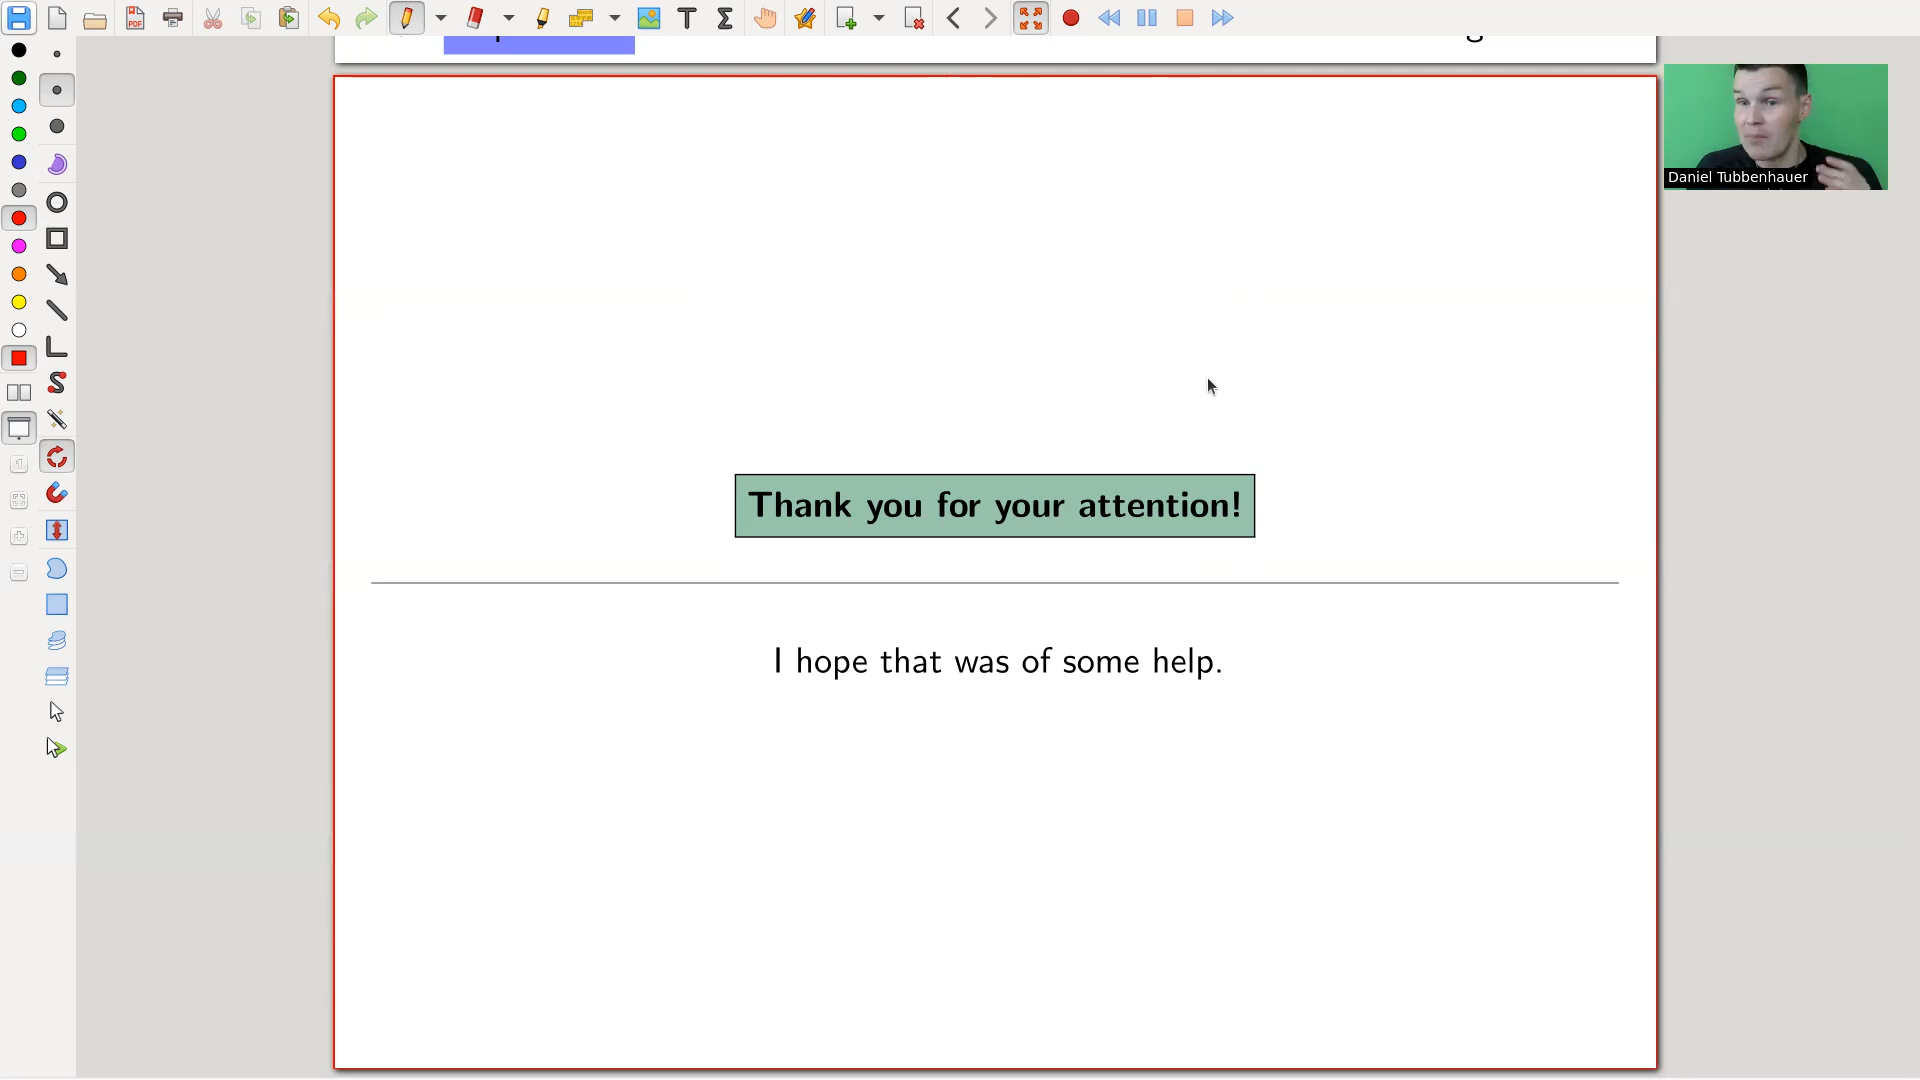 Daniel Tubbenhauer
Thank you for your attention!
I hope that was of some help.